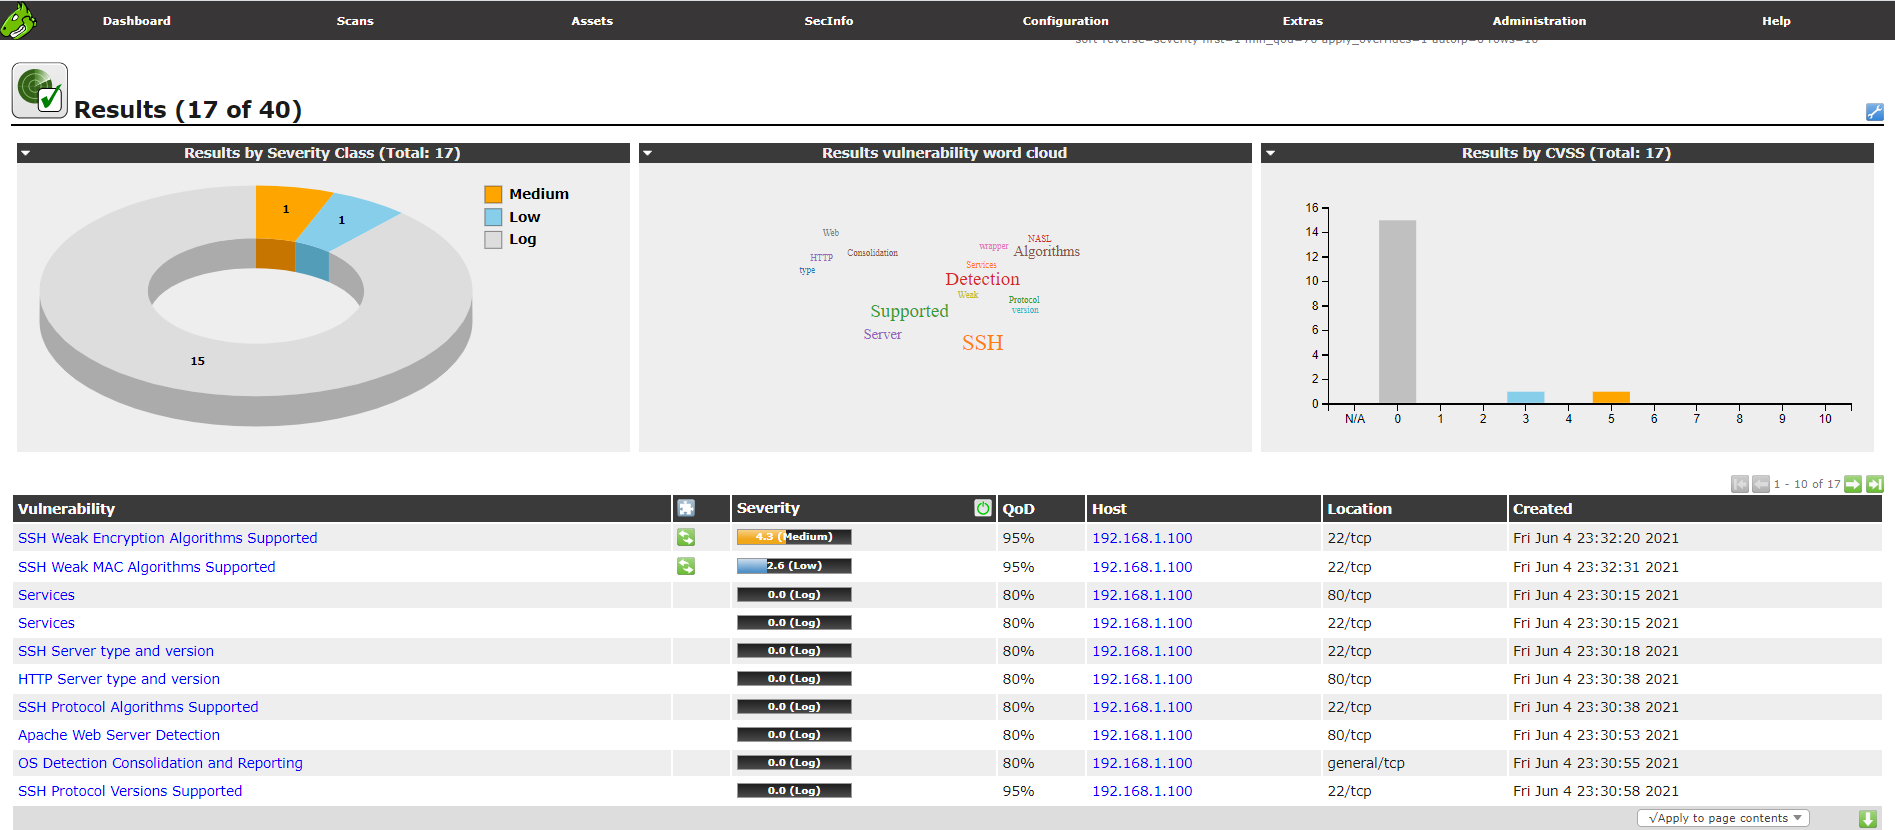 Dashboard Scans Assets SecInfo Configuration Extras Administration Help
Results (17 of 40)
Results by Severity Class (Total: 17)
Medium
Low
Log
1
1
15
Results vulnerability word cloud
Web
HTTP
type
Consolidation
wrapper
NASL
Algorithms
Services
Detection
Weak
Protocol
version
Supported
Server
SSH
Results by CVSS (Total: 17)
16
14
12
10
8
6
4
2
0
N/A 0 1 2 3 4 5 6 7 8 9 10
1 - 10 of 17
Vulnerability Severity QoD Host Location Created
SSH Weak Encryption Algorithms Supported 4.3 (Medium) 95% 192.168.1.100 22/tcp Fri Jun 4 23:32:20 2021
SSH Weak MAC Algorithms Supported 2.6 (Low) 95% 192.168.1.100 22/tcp Fri Jun 4 23:32:31 2021
Services 0.0 (Log) 80% 192.168.1.100 80/tcp Fri Jun 4 23:30:15 2021
Services 0.0 (Log) 80% 192.168.1.100 22/tcp Fri Jun 4 23:30:15 2021
SSH Server type and version 0.0 (Log) 80% 192.168.1.100 22/tcp Fri Jun 4 23:30:18 2021
HTTP Server type and version 0.0 (Log) 80% 192.168.1.100 80/tcp Fri Jun 4 23:30:38 2021
SSH Protocol Algorithms Supported 0.0 (Log) 80% 192.168.1.100 22/tcp Fri Jun 4 23:30:38 2021
Apache Web Server Detection 0.0 (Log) 80% 192.168.1.100 80/tcp Fri Jun 4 23:30:53 2021
OS Detection Consolidation and Reporting 0.0 (Log) 80% 192.168.1.100 general/tcp Fri Jun 4 23:30:55 2021
SSH Protocol Versions Supported 0.0 (Log) 95% 192.168.1.100 22/tcp Fri Jun 4 23:30:58 2021
√Apply to page contents